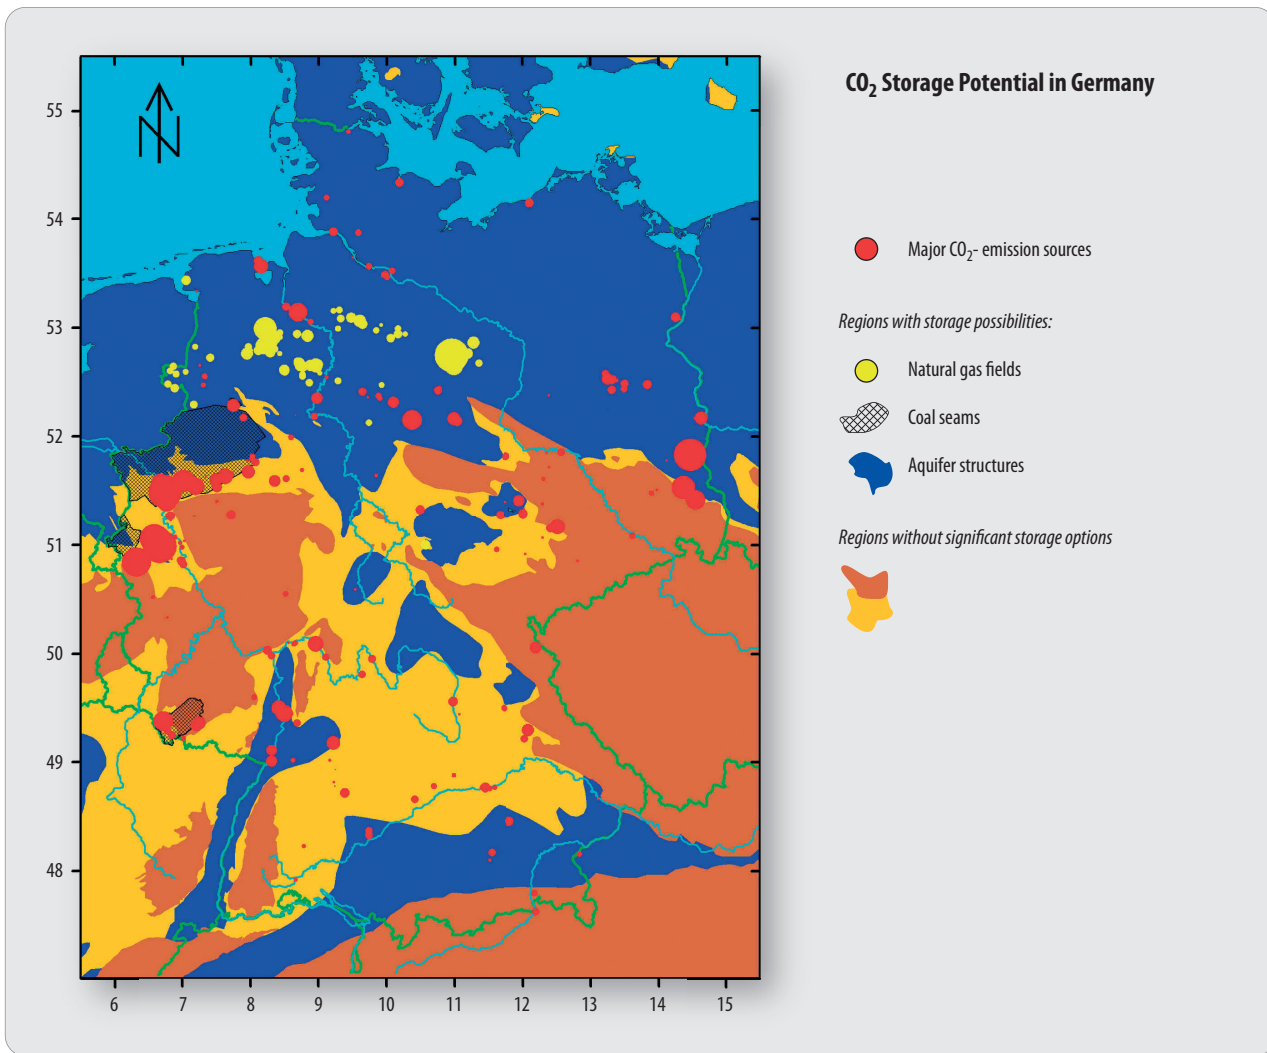 CO2 Storage Potential in Germany
N
55
54
53
52
51
50
49
48
6 7 8 9 10 11 12 13 14 15
Major CO2- emission sources
Regions with storage possibilities:
Natural gas fields
Coal seams
Aquifer structures
Regions without significant storage options